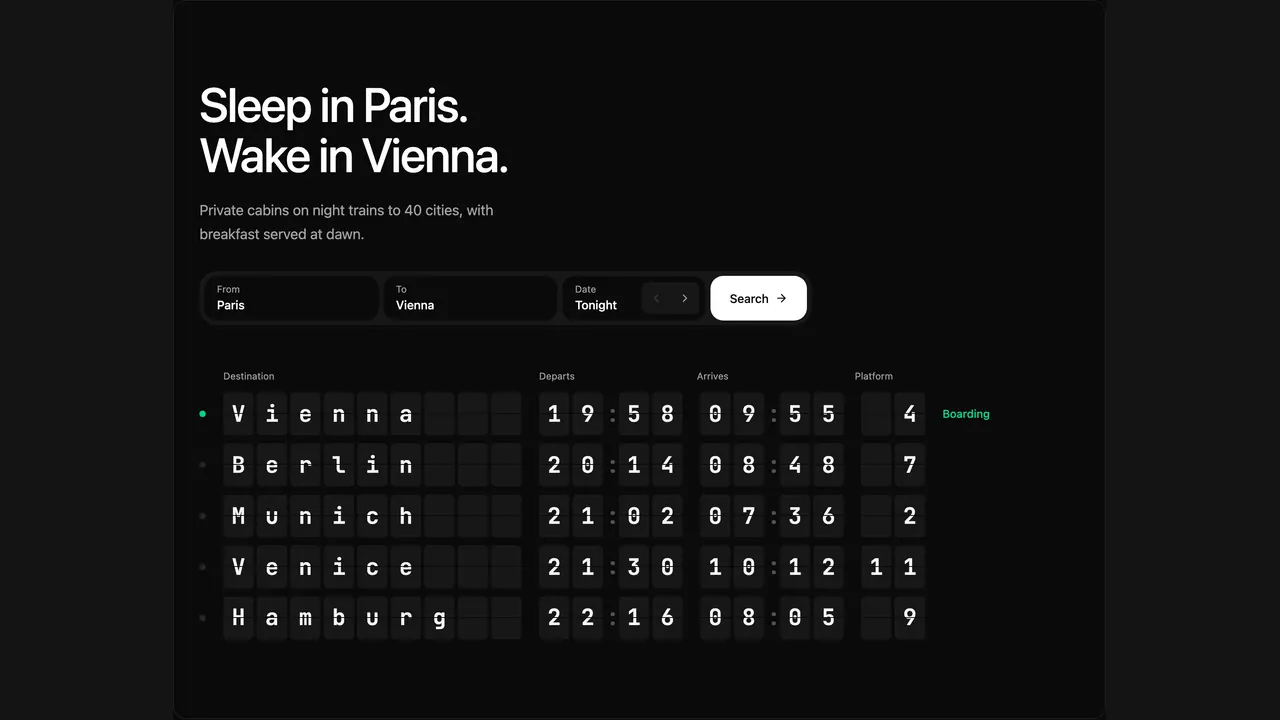 Sleep in Paris.
Wake in Vienna.
Private cabins on night trains to 40 cities, with
breakfast served at dawn.
From To Date
Paris Vienna Tonight Search →
Destination Departs Arrives Platform
Vienna 19:58 09:55 4 Boarding
Berlin 20:14 08:48 7
Munich 21:02 07:36 2
Venice 21:30 10:12 11
Hamburg 22:16 08:05 9